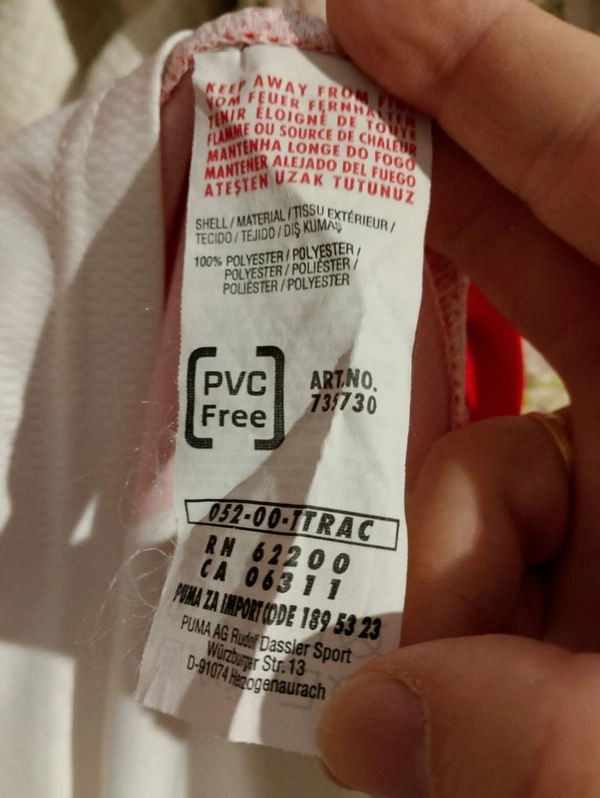 KEEP AWAY FROM
VOM FEUER FERNHALTEN
TENIR ÉLOIGNÉ DE TOUTE
FLAMME OU SOURCE DE CHALEUR
MANTENHA LONGE DO FOGO
MANTENER ALEJADO DEL FUEGO
ATEŞTEN UZAK TUTUNUZ
SHELL / MATERIAL / TISSU EXTÉRIEUR /
TECIDO / TEJIDO / DIŞ KUMAŞ
100% POLYESTER / POLYESTER /
POLYESTER / POLIÉSTER /
POLIÉSTER / POLYESTER
PVC
Free
ART.NO.
735730
052-00-TTRAC
RN 62200
CA 06311
PUMA ZA IMPORT CODE 189 53 23
PUMA AG Rudolf Dassler Sport
Würzburger Str. 13
D-91074 Herzogenaurach